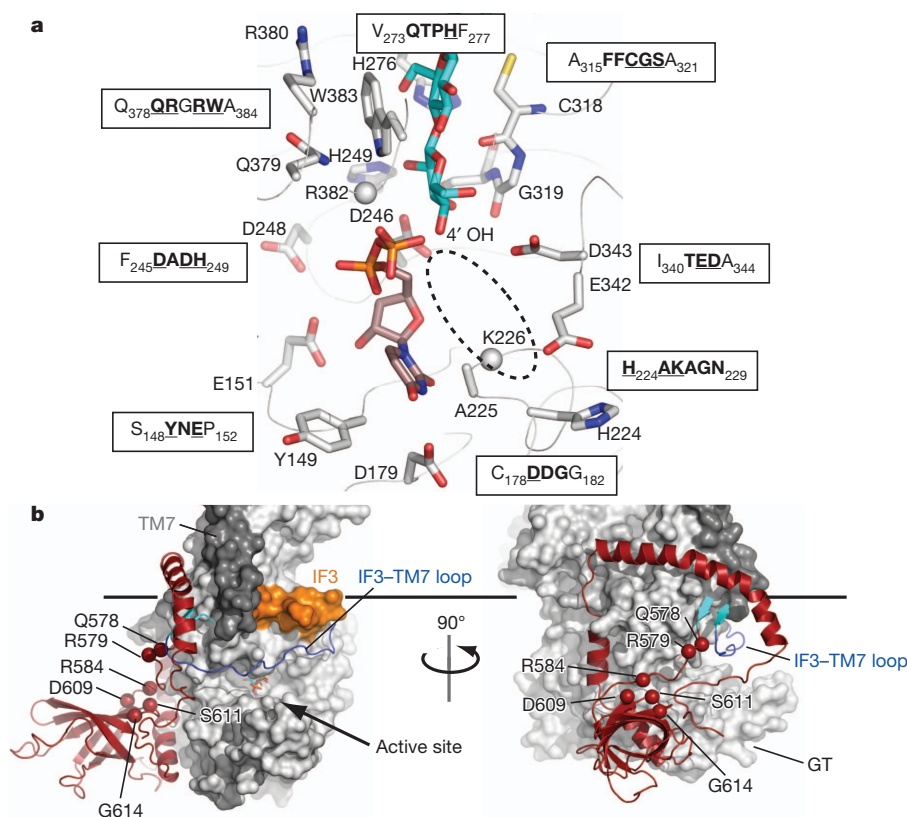 a
V273QTPHF277
R380
H276
A315FFCGSA321
W383
C318
Q378QRGRWA384
H249
Q379
R382
G319
D246
D248
4′ OH
D343
F245DADH249
I340TEDA344
E342
K226
H224AKAGN229
E151
A225
S148YNEP152
H224
Y149
D179
C178DDGG182
b
TM7
90°
IF3
IF3–TM7 loop
Q578
Q578
R579
R579
R584
IF3–TM7 loop
R584
D609
D609
S611
S611
Active site
GT
G614
G614